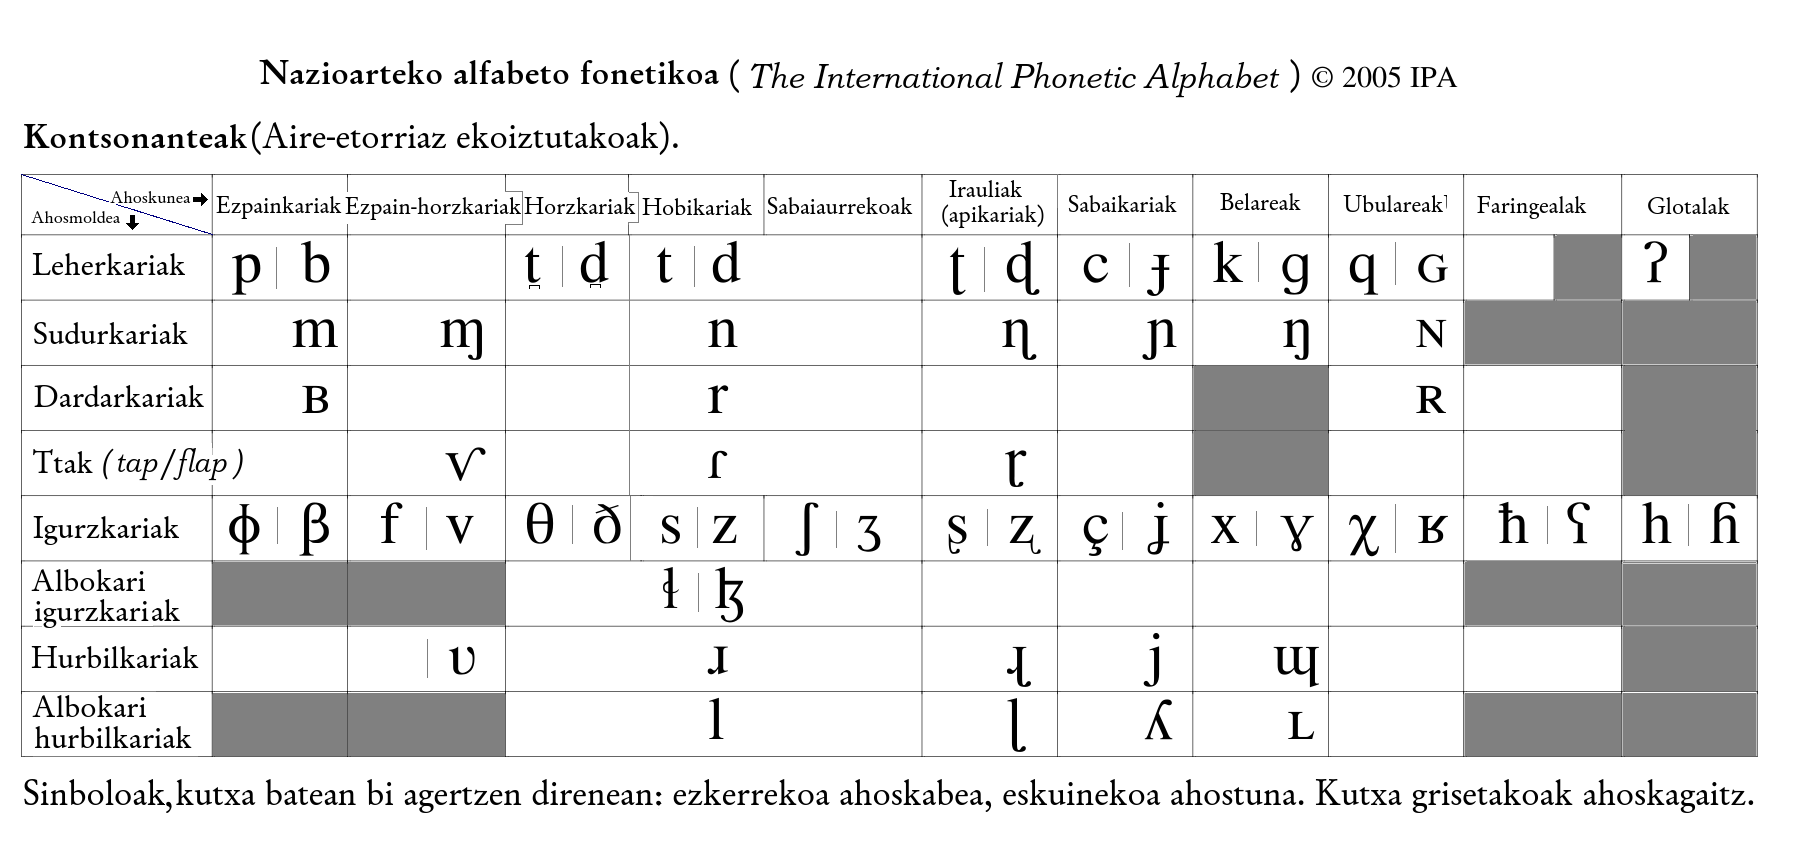 Nazioarteko alfabeto fonetikoa ( The International Phonetic Alphabet ) © 2005 IPA
Kontsonanteak(Aire-etorriaz ekoiztutakoak).
Ahoskunea Ahosmoldea Ezpainkariak Ezpain-horzkariak Horzkariak Hobikariak Sabaiaurrekoak Irauliak (apikariak) Sabaikariak Belareak Ubulareak¹ Faringealak Glotalak
Leherkariak p b t̪ d̪ t d ʈ ɖ c ɟ k ɡ q ɢ ʔ
Sudurkariak m ɱ n ɳ ɲ ŋ ɴ
Dardarkariak ʙ r ʀ
Ttak (tap/flap) ⱱ ɾ ɽ
Igurzkariak ɸ β f v θ ð s z ʃ ʒ ʂ ʐ ç ʝ x ɣ χ ʁ ħ ʕ h ɦ
Albokari igurzkariak ɬ ɮ
Hurbilkariak ʋ ɹ ɻ j ɰ
Albokari hurbilkariak l ɭ ʎ ʟ
Sinboloak, kutxa batean bi agertzen direnean: ezkerrekoa ahoskabea, eskuinekoa ahostuna. Kutxa grisetakoak ahoskagaitz.